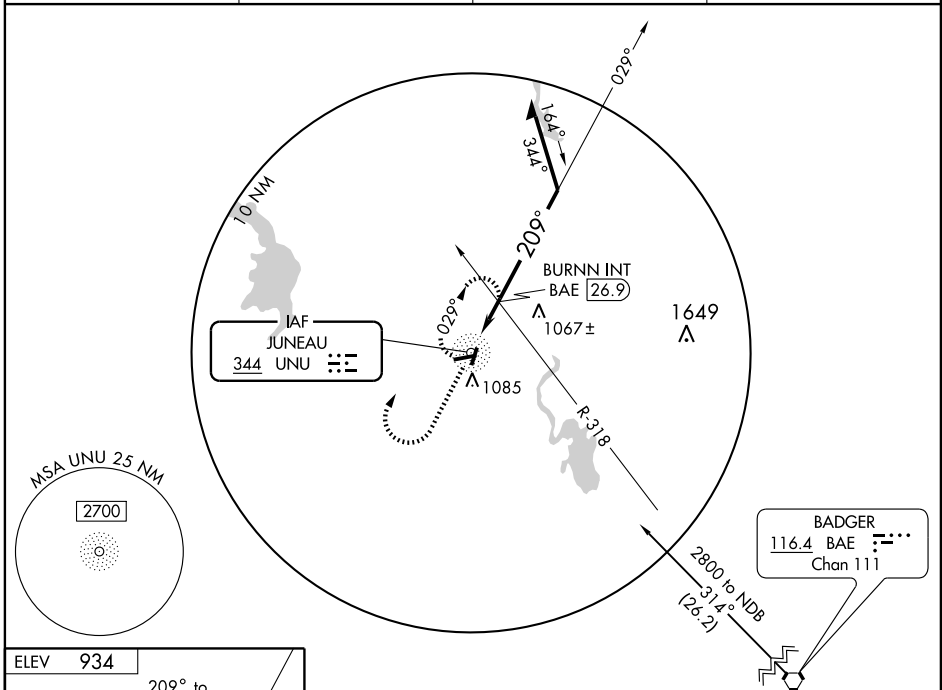 029°
164°
344°
10 NM
209°
BURNN INT
BAE 26.9
1067±
1649
029°
IAF
JUNEAU
344 UNU
1085
R-318
MSA UNU 25 NM
2700
BADGER
116.4 BAE
Chan 111
2800 to NDB
314°
(26.2)
ELEV 934
209° to